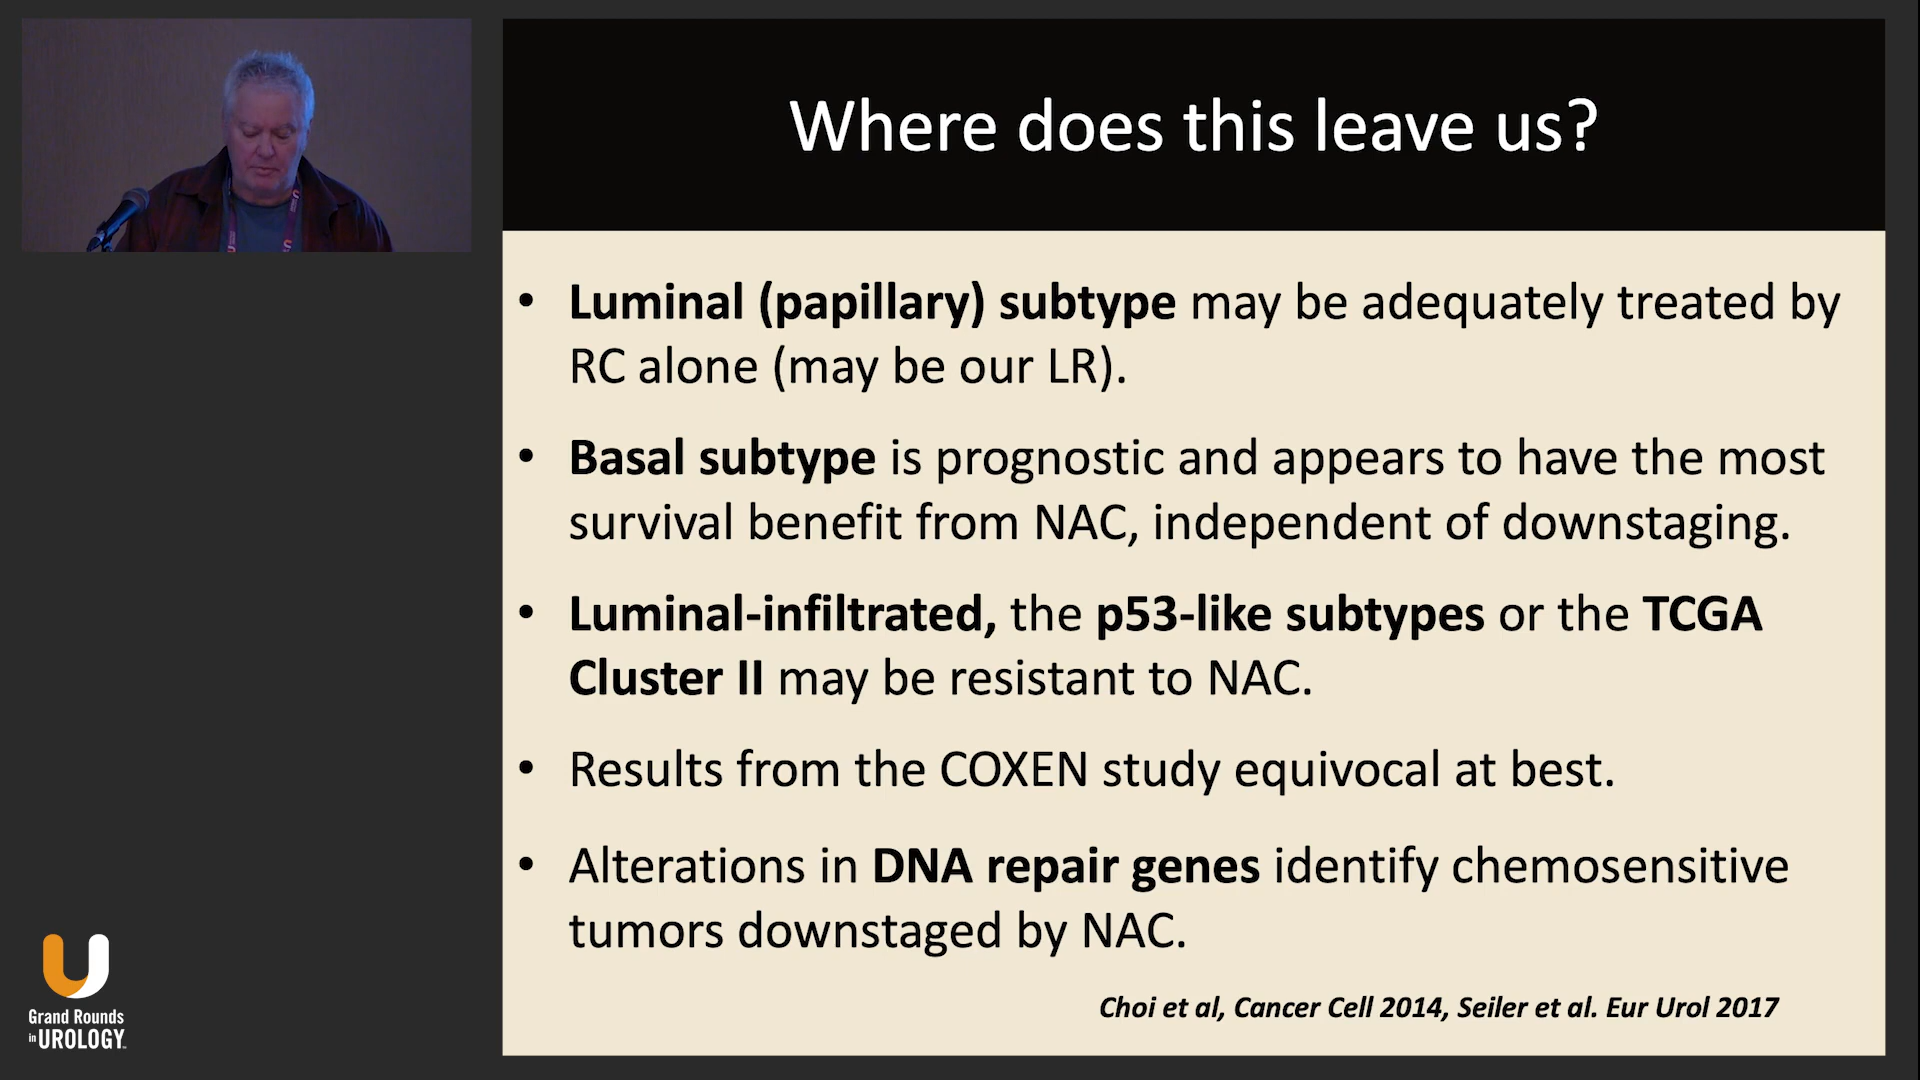 Where does this leave us?
• Luminal (papillary) subtype may be adequately treated by
RC alone (may be our LR).
• Basal subtype is prognostic and appears to have the most
survival benefit from NAC, independent of downstaging.
• Luminal-infiltrated, the p53-like subtypes or the TCGA
Cluster II may be resistant to NAC.
• Results from the COXEN study equivocal at best.
• Alterations in DNA repair genes identify chemosensitive
tumors downstaged by NAC.
Choi et al, Cancer Cell 2014, Seiler et al. Eur Urol 2017
Grand Rounds
in UROLOGY